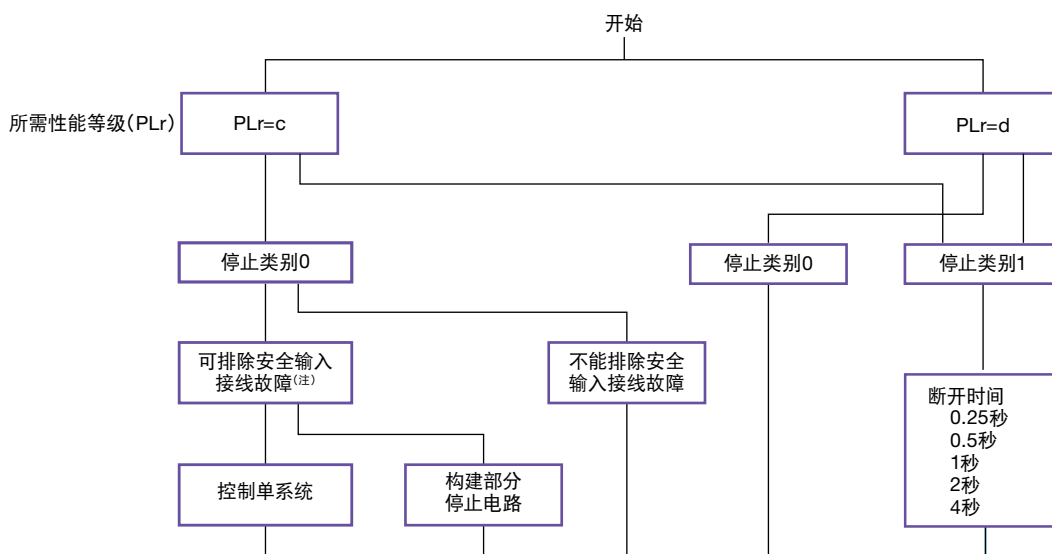 开始
所需性能等级(PLr)
PLr=c
PLr=d
停止类别0
停止类别0
停止类别1
可排除安全输入
接线故障(注)
不能排除安全
输入接线故障
断开时间
0.25秒
0.5秒
1秒
2秒
4秒
控制单系统
构建部分
停止电路